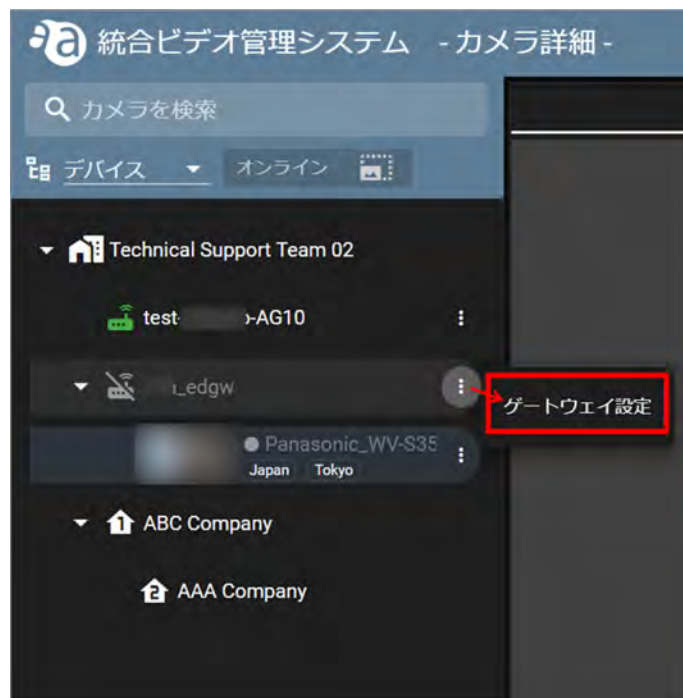 統合ビデオ管理システム - カメラ詳細 -
カメラを検索
デバイス オンライン
Technical Support Team 02
test -AG10
_edgw
ゲートウェイ設定
Panasonic_WV-S35
Japan Tokyo
1 ABC Company
2 AAA Company